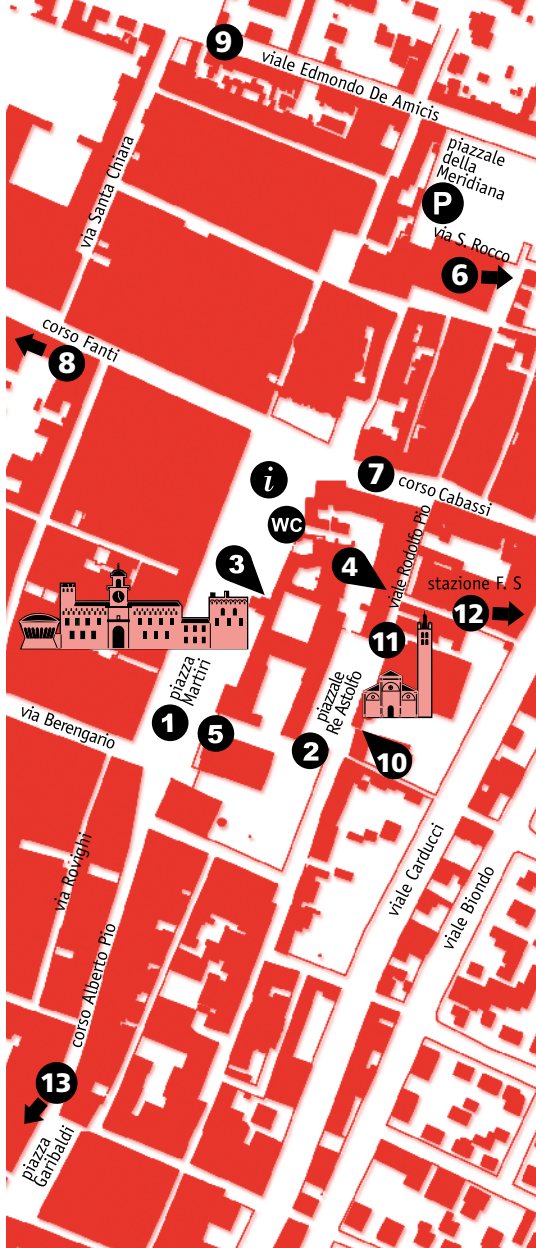 9
viale Edmondo De Amicis
piazzale
della
Meridiana
P
via Santa Chiara
via S. Rocco
6
corso Fanti
8
7
corso Cabassi
i
WC
viale Rodolfo Pio
3
4
stazione F. S
12
11
piazza
Martiri
piazzale
Re Astolfo
1
5
2
10
via Berengario
via Rovighi
viale Carducci
viale Biondo
corso Alberto Pio
13
piazza
Garibaldi